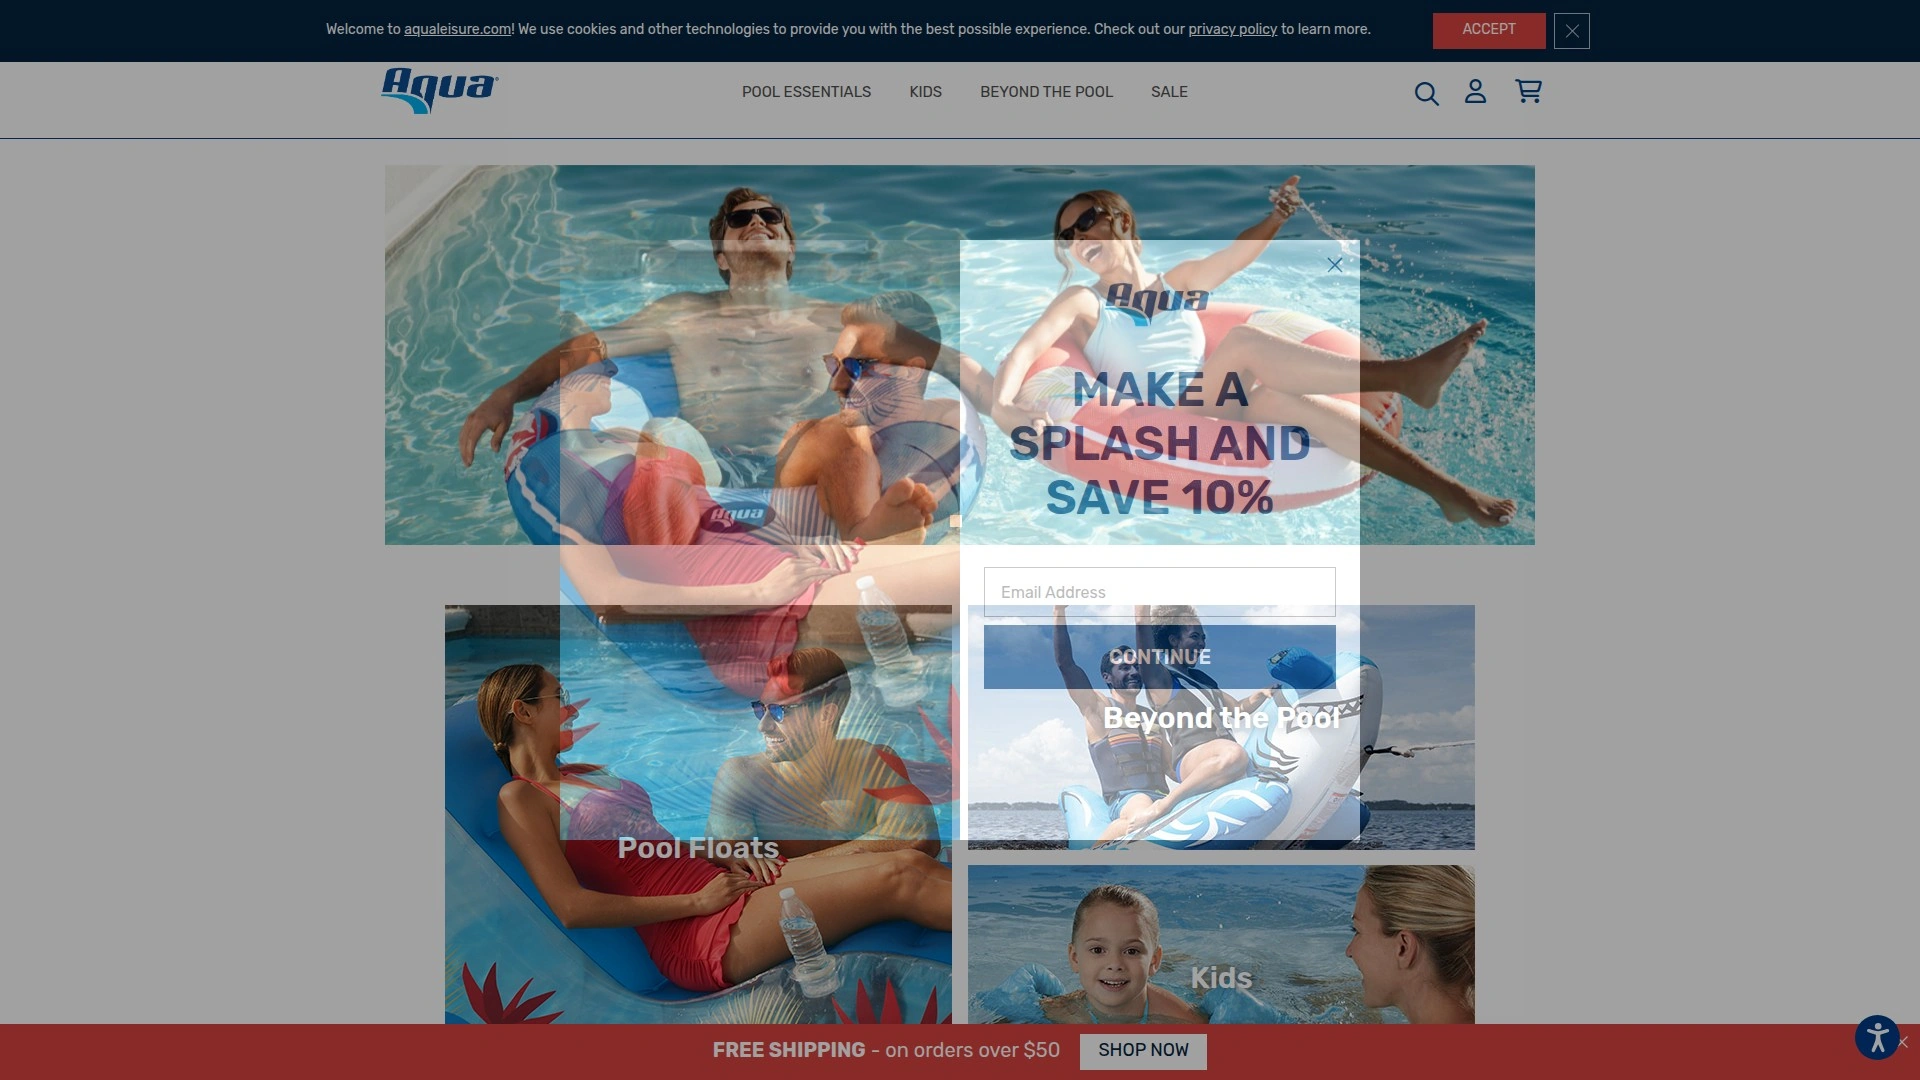 Welcome to aqualeisure.com! We use cookies and other technologies to provide you with the best possible experience. Check out our privacy policy to learn more.
ACCEPT
Aqua
POOL ESSENTIALS
KIDS
BEYOND THE POOL
SALE
Aqua
MAKE A
SPLASH AND
SAVE 10%
Aqua
Email Address
CONTINUE
Beyond the Pool
Pool Floats
Kids
FREE SHIPPING - on orders over $50
SHOP NOW